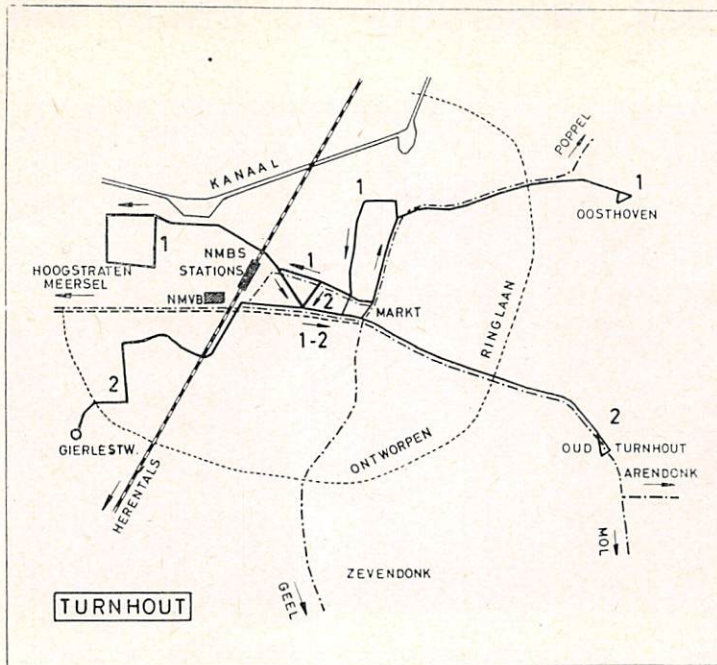 KANAAL
POPPEL
1
1
OOSTHOVEN
1
NMBS
STATIONS
1
HOOGSTRATEN
MEERSEL
NMVB
2
MARKT
1-2
RINGLAAN
2
GIERLESTW.
2
OUD TURNHOUT
ONTWORPEN
ARENDONK
HERENTALS
MOL
ZEVENDONK
GEEL
TURNHOUT